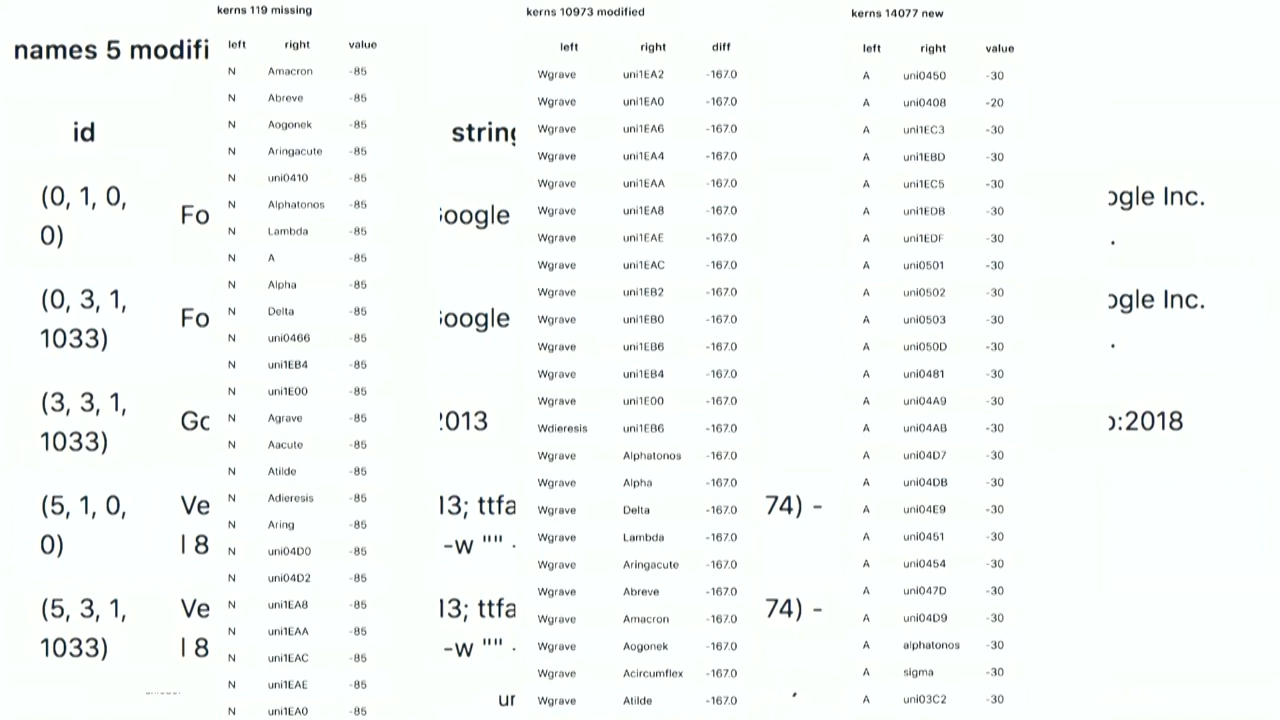 kerns 119 missing
left right value
N Amacron -85
N Abreve -85
N Aogonek -85
N Aringacute -85
N uni0410 -85
N Alphatonos -85
N Lambda -85
N A -85
N Alpha -85
N Delta -85
N uni0466 -85
N uni1EB4 -85
N uni1E00 -85
N Agrave -85
N Aacute -85
N Atilde -85
N Adieresis -85
N Aring -85
N uni04D0 -85
N uni04D2 -85
N uni1EA8 -85
N uni1EAA -85
N uni1EAC -85
N uni1EAE -85
N uni1EA0 -85
kerns 10973 modified
left right diff
Wgrave uni1EA2 -167.0
Wgrave uni1EA0 -167.0
Wgrave uni1EA6 -167.0
Wgrave uni1EA4 -167.0
Wgrave uni1EAA -167.0
Wgrave uni1EA8 -167.0
Wgrave uni1EAE -167.0
Wgrave uni1EAC -167.0
Wgrave uni1EB2 -167.0
Wgrave uni1EB0 -167.0
Wgrave uni1EB6 -167.0
Wgrave uni1EB4 -167.0
Wgrave uni1E00 -167.0
Wdieresis uni1EB6 -167.0
Wgrave Alphatonos -167.0
Wgrave Alpha -167.0
Wgrave Delta -167.0
Wgrave Lambda -167.0
Wgrave Aringacute -167.0
Wgrave Abreve -167.0
Wgrave Amacron -167.0
Wgrave Aogonek -167.0
Wgrave Acircumflex -167.0
Wgrave Atilde -167.0
kerns 14077 new
left right value
A uni0450 -30
A uni0408 -20
A uni1EC3 -30
A uni1EBD -30
A uni1EC5 -30
A uni1EDB -30
A uni1EDF -30
A uni0501 -30
A uni0502 -30
A uni0503 -30
A uni050D -30
A uni0481 -30
A uni04A9 -30
A uni04AB -30
A uni04D7 -30
A uni04DB -30
A uni04E9 -30
A uni0451 -30
A uni0454 -30
A uni047D -30
A uni04D9 -30
A alphatonos -30
A sigma -30
A uni03C2 -30
names 5 modifi
id string
(0, 1, 0,
0) Fo oogle ogle Inc.
(0, 3, 1,
1033) Fo oogle ogle Inc.
(3, 3, 1,
1033) Go :2013 p:2018
(5, 1, 0, Ve 13; ttfa 74) -
0) l 8 -w "" .
(5, 3, 1, Ve 13; ttfa 74) -
1033) l 8 -w "" .
ur